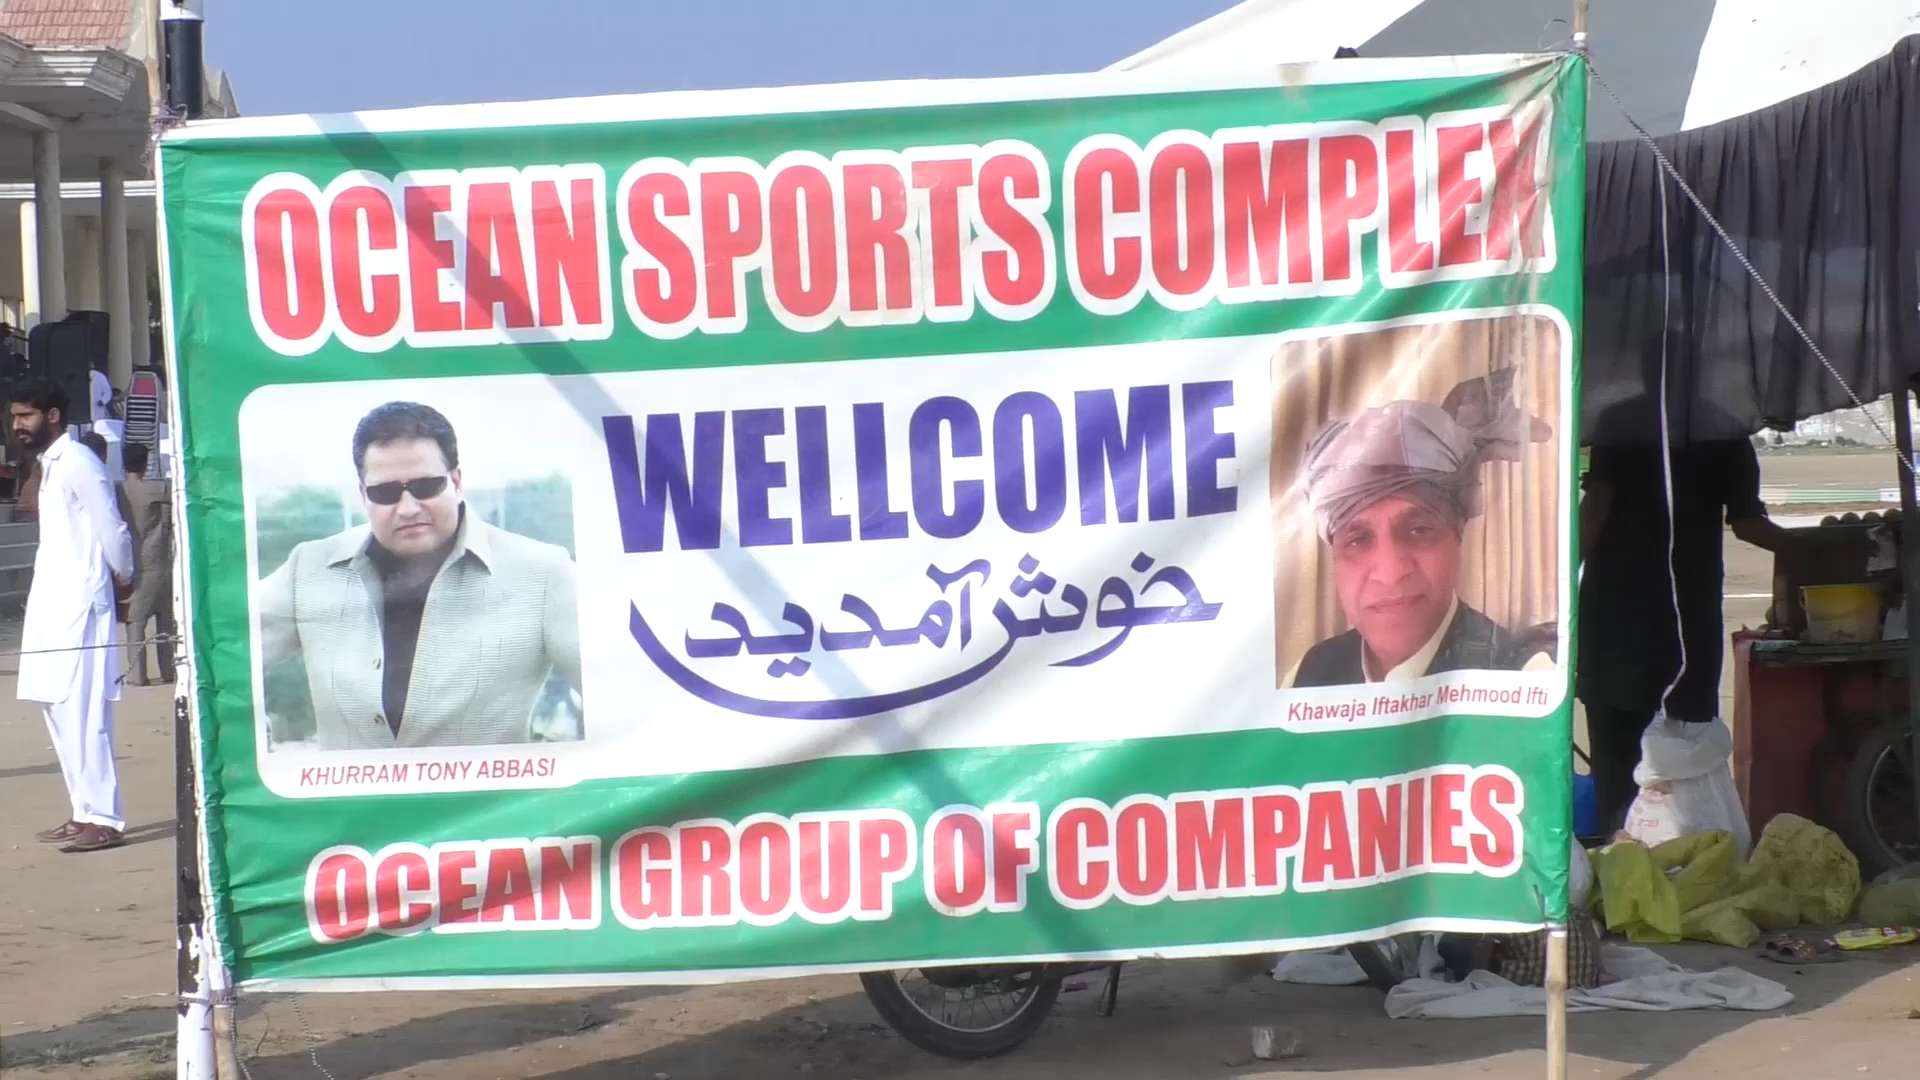 OCEAN SPORTS COMPLEX
WELLCOME
خوش آمدید
KHURRAM TONY ABBASI
Khawaja Iftakhar Mehmood Ifti
OCEAN GROUP OF COMPANIES